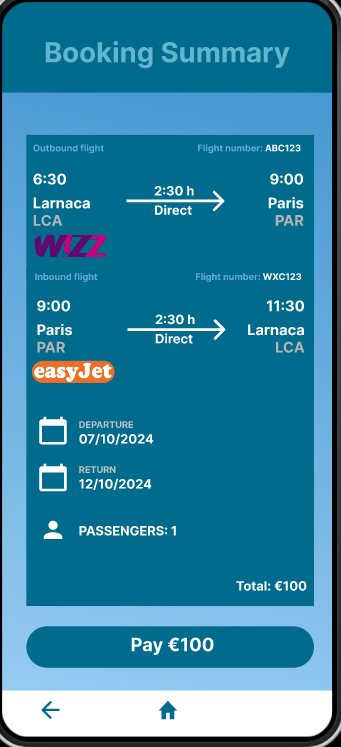 Booking Summary
Outbound flight Flight number: ABC123
6:30 2:30 h 9:00
Larnaca Direct Paris
LCA PAR
WIZZ
Inbound flight Flight number: WXC123
9:00 2:30 h 11:30
Paris Direct Larnaca
PAR LCA
easyJet
DEPARTURE
07/10/2024
RETURN
12/10/2024
PASSENGERS: 1
Total: €100
Pay €100